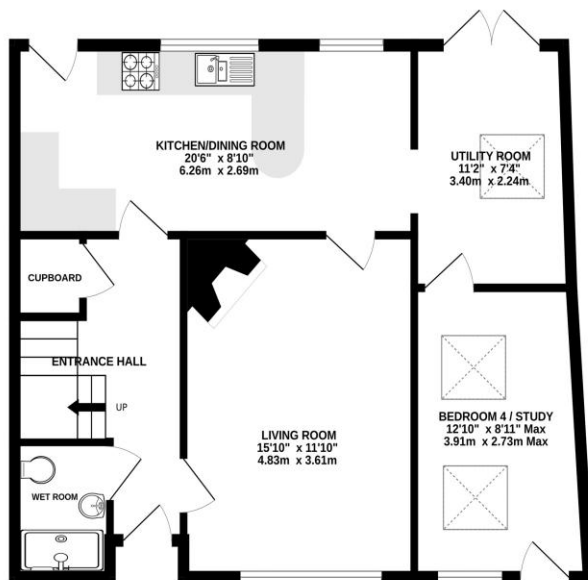 KITCHEN/DINING ROOM
20'6" x 8'10"
6.26m x 2.69m
UTILITY ROOM
11'2" x 7'4"
3.40m x 2.24m
CUPBOARD
ENTRANCE HALL
UP
LIVING ROOM
15'10" x 11'10"
4.83m x 3.61m
BEDROOM 4 / STUDY
12'10" x 8'11" Max
3.91m x 2.73m Max
WET ROOM